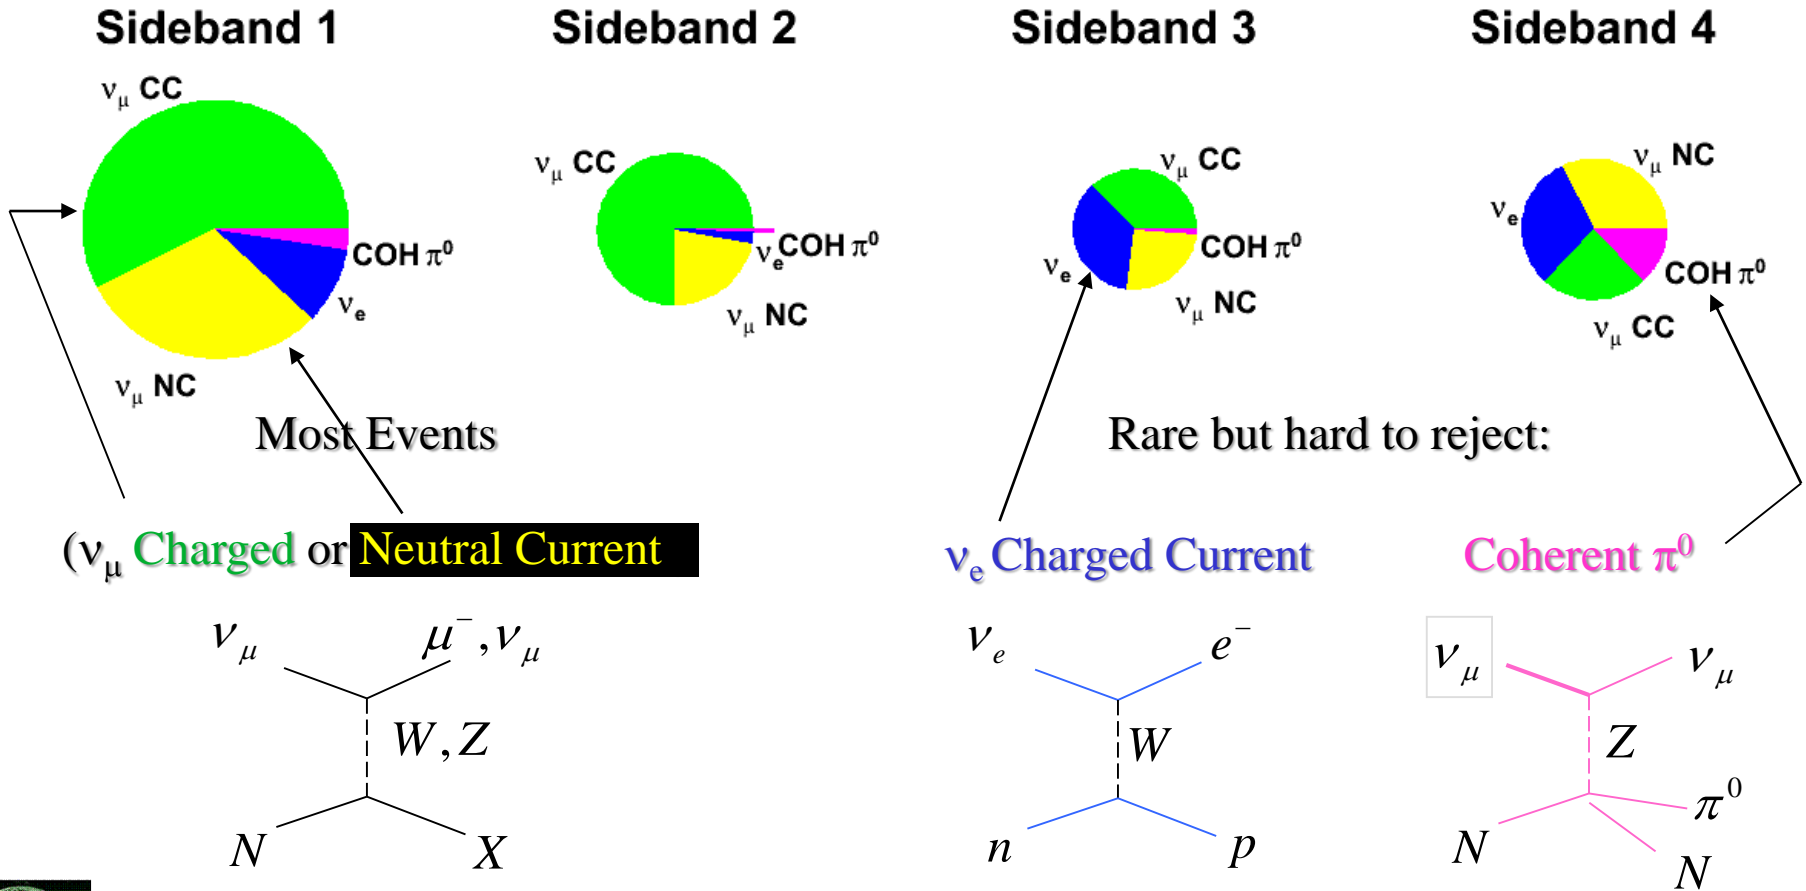 Sideband 1
Sideband 2
Sideband 3
Sideband 4
νμ CC
COH π⁰
νe
νμ NC
νμ CC
νe COH π⁰
νμ NC
νμ CC
νe
COH π⁰
νμ NC
νμ NC
νe
COH π⁰
νμ CC
Most Events
Rare but hard to reject:
(νμ Charged or Neutral Current
νe Charged Current
Coherent π⁰
νμ
μ⁻, νμ
W, Z
N
X
νe
e⁻
W
n
p
νμ
νμ
Z
π⁰
N
N